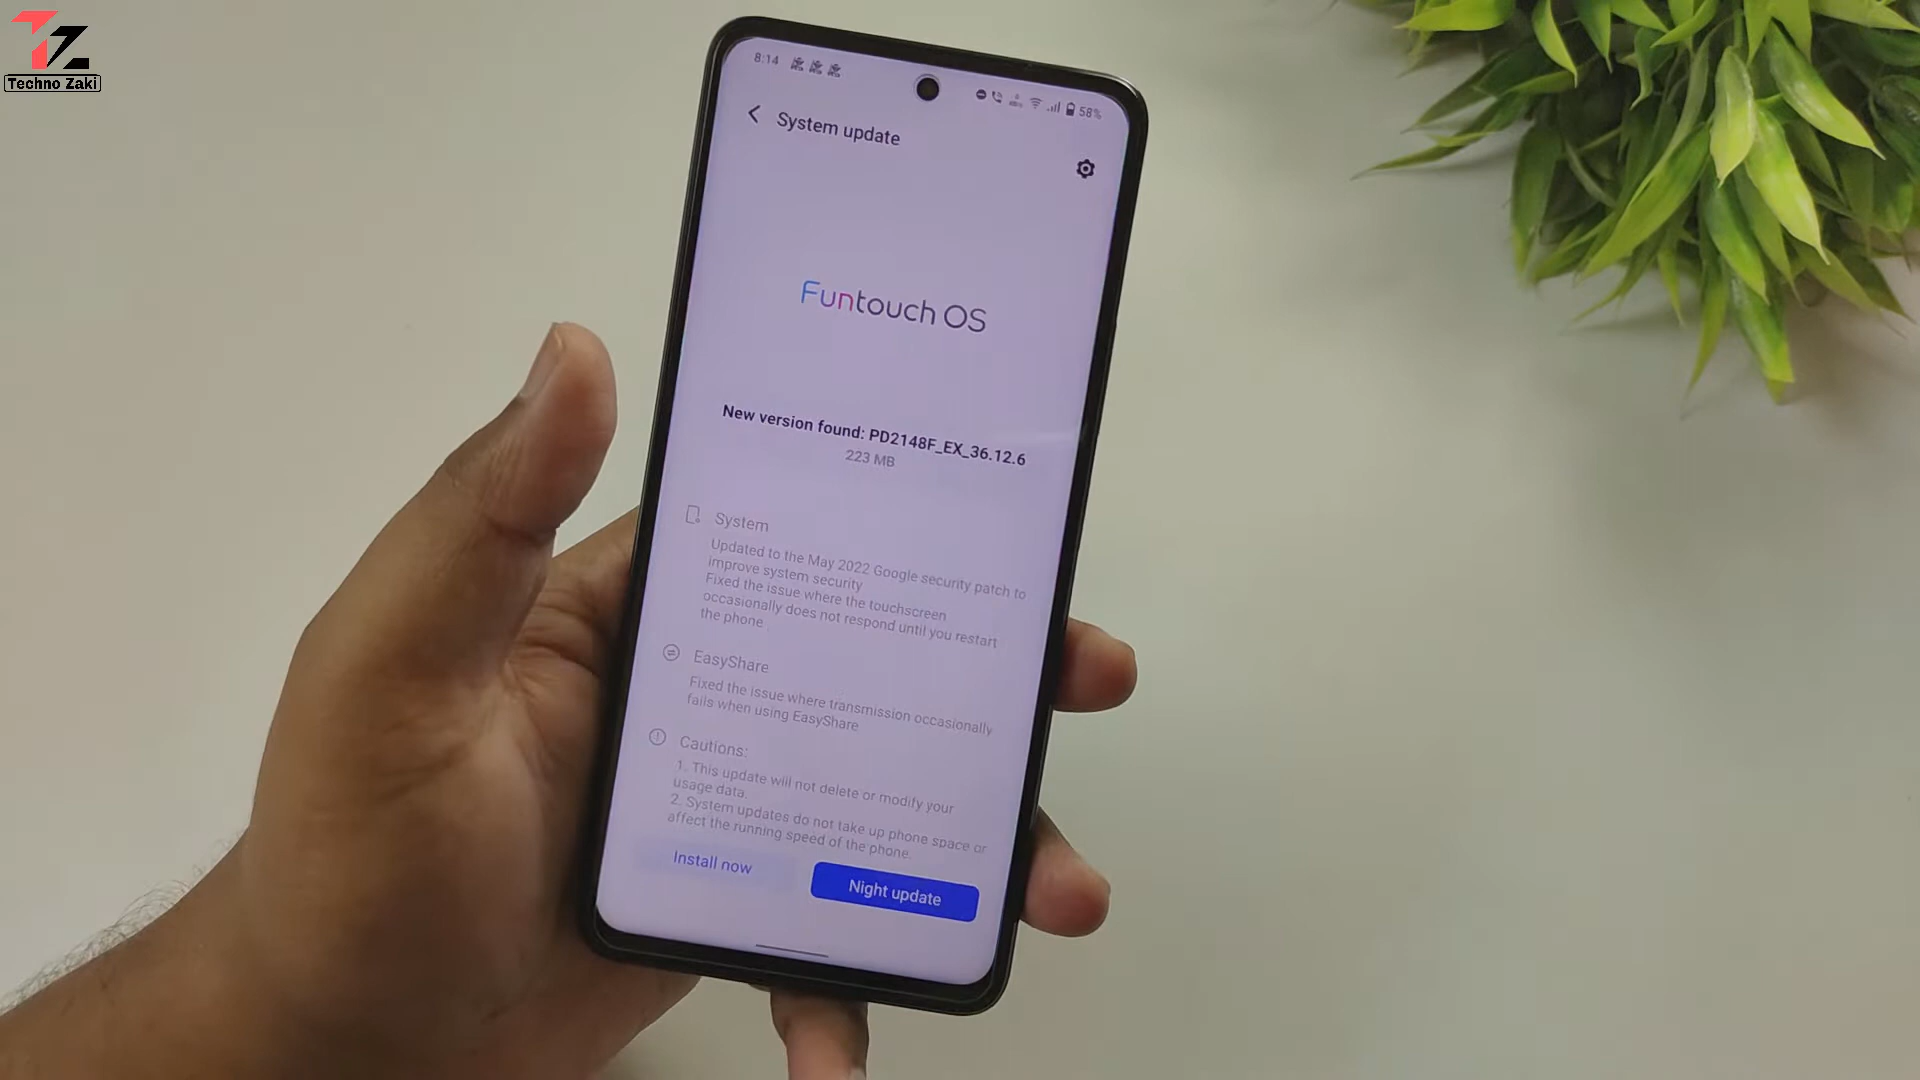 TZ
Techno Zaki
8:14
58%
System update
Funtouch OS
New version found: PD2148F_EX_36.12.6
223 MB
System
Updated to the May 2022 Google security patch to
improve system security
Fixed the issue where the touchscreen
occasionally does not respond until you restart
the phone
EasyShare
Fixed the issue where transmission occasionally
fails when using EasyShare
Cautions:
1. This update will not delete or modify your
usage data.
2. System updates do not take up phone space or
affect the running speed of the phone.
Install now
Night update